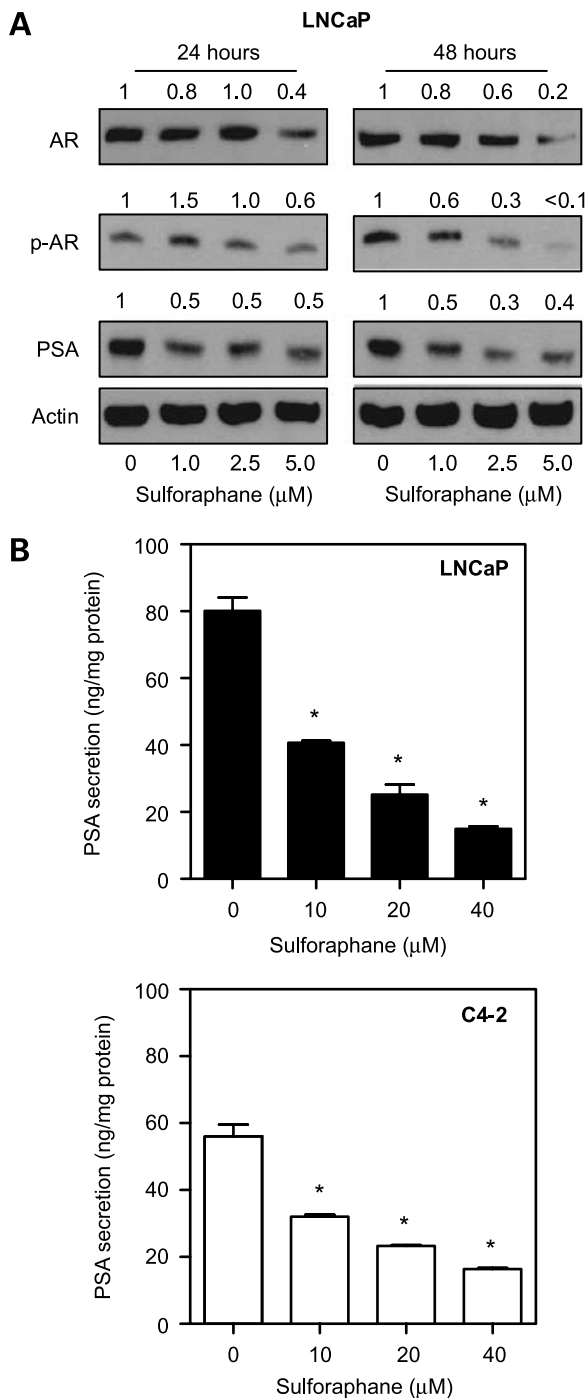 A
LNCaP
24 hours 48 hours
1 0.8 1.0 0.4 1 0.8 0.6 0.2
AR
1 1.5 1.0 0.6 1 0.6 0.3 <0.1
p-AR
1 0.5 0.5 0.5 1 0.5 0.3 0.4
PSA
Actin
0 1.0 2.5 5.0 0 1.0 2.5 5.0
Sulforaphane (μM) Sulforaphane (μM)
B
LNCaP
PSA secretion (ng/mg protein)
100
80
60
40
20
0
* * *
0 10 20 40
Sulforaphane (μM)
C4-2
PSA secretion (ng/mg protein)
100
80
60
40
20
0
* * *
0 10 20 40
Sulforaphane (μM)